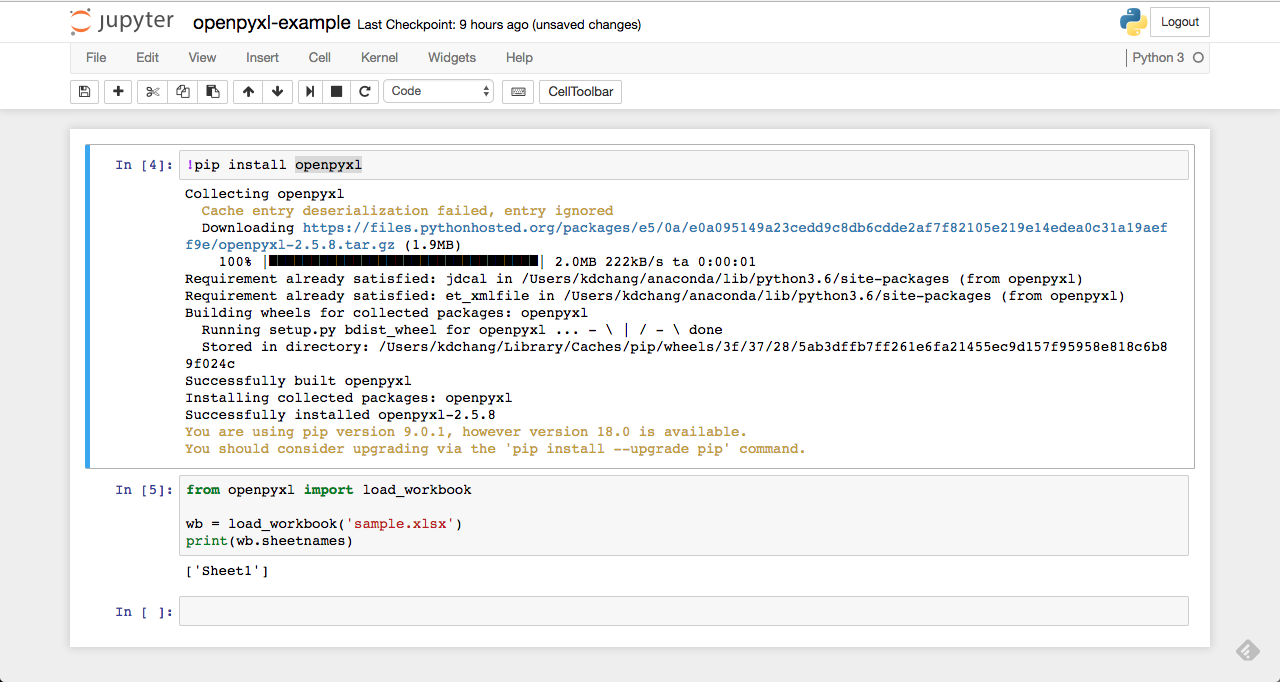 jupyter openpyxl-example Last Checkpoint: 9 hours ago (unsaved changes)
Logout
File Edit View Insert Cell Kernel Widgets Help
Python 3
Code
CellToolbar
In [4]: !pip install openpyxl
Collecting openpyxl
Cache entry deserialization failed, entry ignored
Downloading https://files.pythonhosted.org/packages/e5/0a/e0a095149a23cedd9c8db6cdde2af7f82105e219e14edea0c31a19aef
f9e/openpyxl-2.5.8.tar.gz (1.9MB)
100% |████████████████████████████████| 2.0MB 222kB/s ta 0:00:01
Requirement already satisfied: jdcal in /Users/kdchang/anaconda/lib/python3.6/site-packages (from openpyxl)
Requirement already satisfied: et_xmlfile in /Users/kdchang/anaconda/lib/python3.6/site-packages (from openpyxl)
Building wheels for collected packages: openpyxl
Running setup.py bdist_wheel for openpyxl ... - \ | / - \ done
Stored in directory: /Users/kdchang/Library/Caches/pip/wheels/3f/37/28/5ab3dffb7ff261e6fa21455ec9d157f95958e818c6b8
9f024c
Successfully built openpyxl
Installing collected packages: openpyxl
Successfully installed openpyxl-2.5.8
You are using pip version 9.0.1, however version 18.0 is available.
You should consider upgrading via the 'pip install --upgrade pip' command.
In [5]: from openpyxl import load_workbook
wb = load_workbook('sample.xlsx')
print(wb.sheetnames)
['Sheet1']
In [ ]: